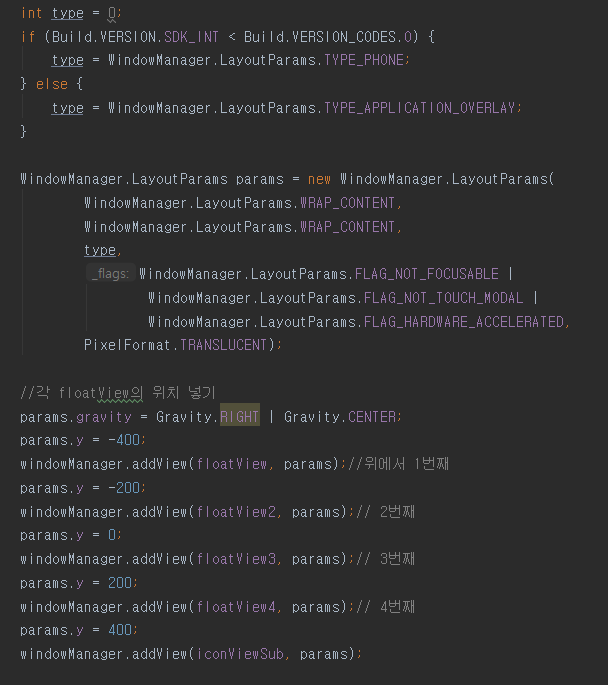 int type = 0;
if (Build.VERSION.SDK_INT < Build.VERSION_CODES.O) {
    type = WindowManager.LayoutParams.TYPE_PHONE;
} else {
    type = WindowManager.LayoutParams.TYPE_APPLICATION_OVERLAY;
}

WindowManager.LayoutParams params = new WindowManager.LayoutParams(
        WindowManager.LayoutParams.WRAP_CONTENT,
        WindowManager.LayoutParams.WRAP_CONTENT,
        type,
        _flags: WindowManager.LayoutParams.FLAG_NOT_FOCUSABLE |
                WindowManager.LayoutParams.FLAG_NOT_TOUCH_MODAL |
                WindowManager.LayoutParams.FLAG_HARDWARE_ACCELERATED,
        PixelFormat.TRANSLUCENT);

//각 floatView의 위치 넣기
params.gravity = Gravity.RIGHT | Gravity.CENTER;
params.y = -400;
windowManager.addView(floatView, params);//위에서 1번째
params.y = -200;
windowManager.addView(floatView2, params);// 2번째
params.y = 0;
windowManager.addView(floatView3, params);// 3번째
params.y = 200;
windowManager.addView(floatView4, params);// 4번째
params.y = 400;
windowManager.addView(iconViewSub, params);